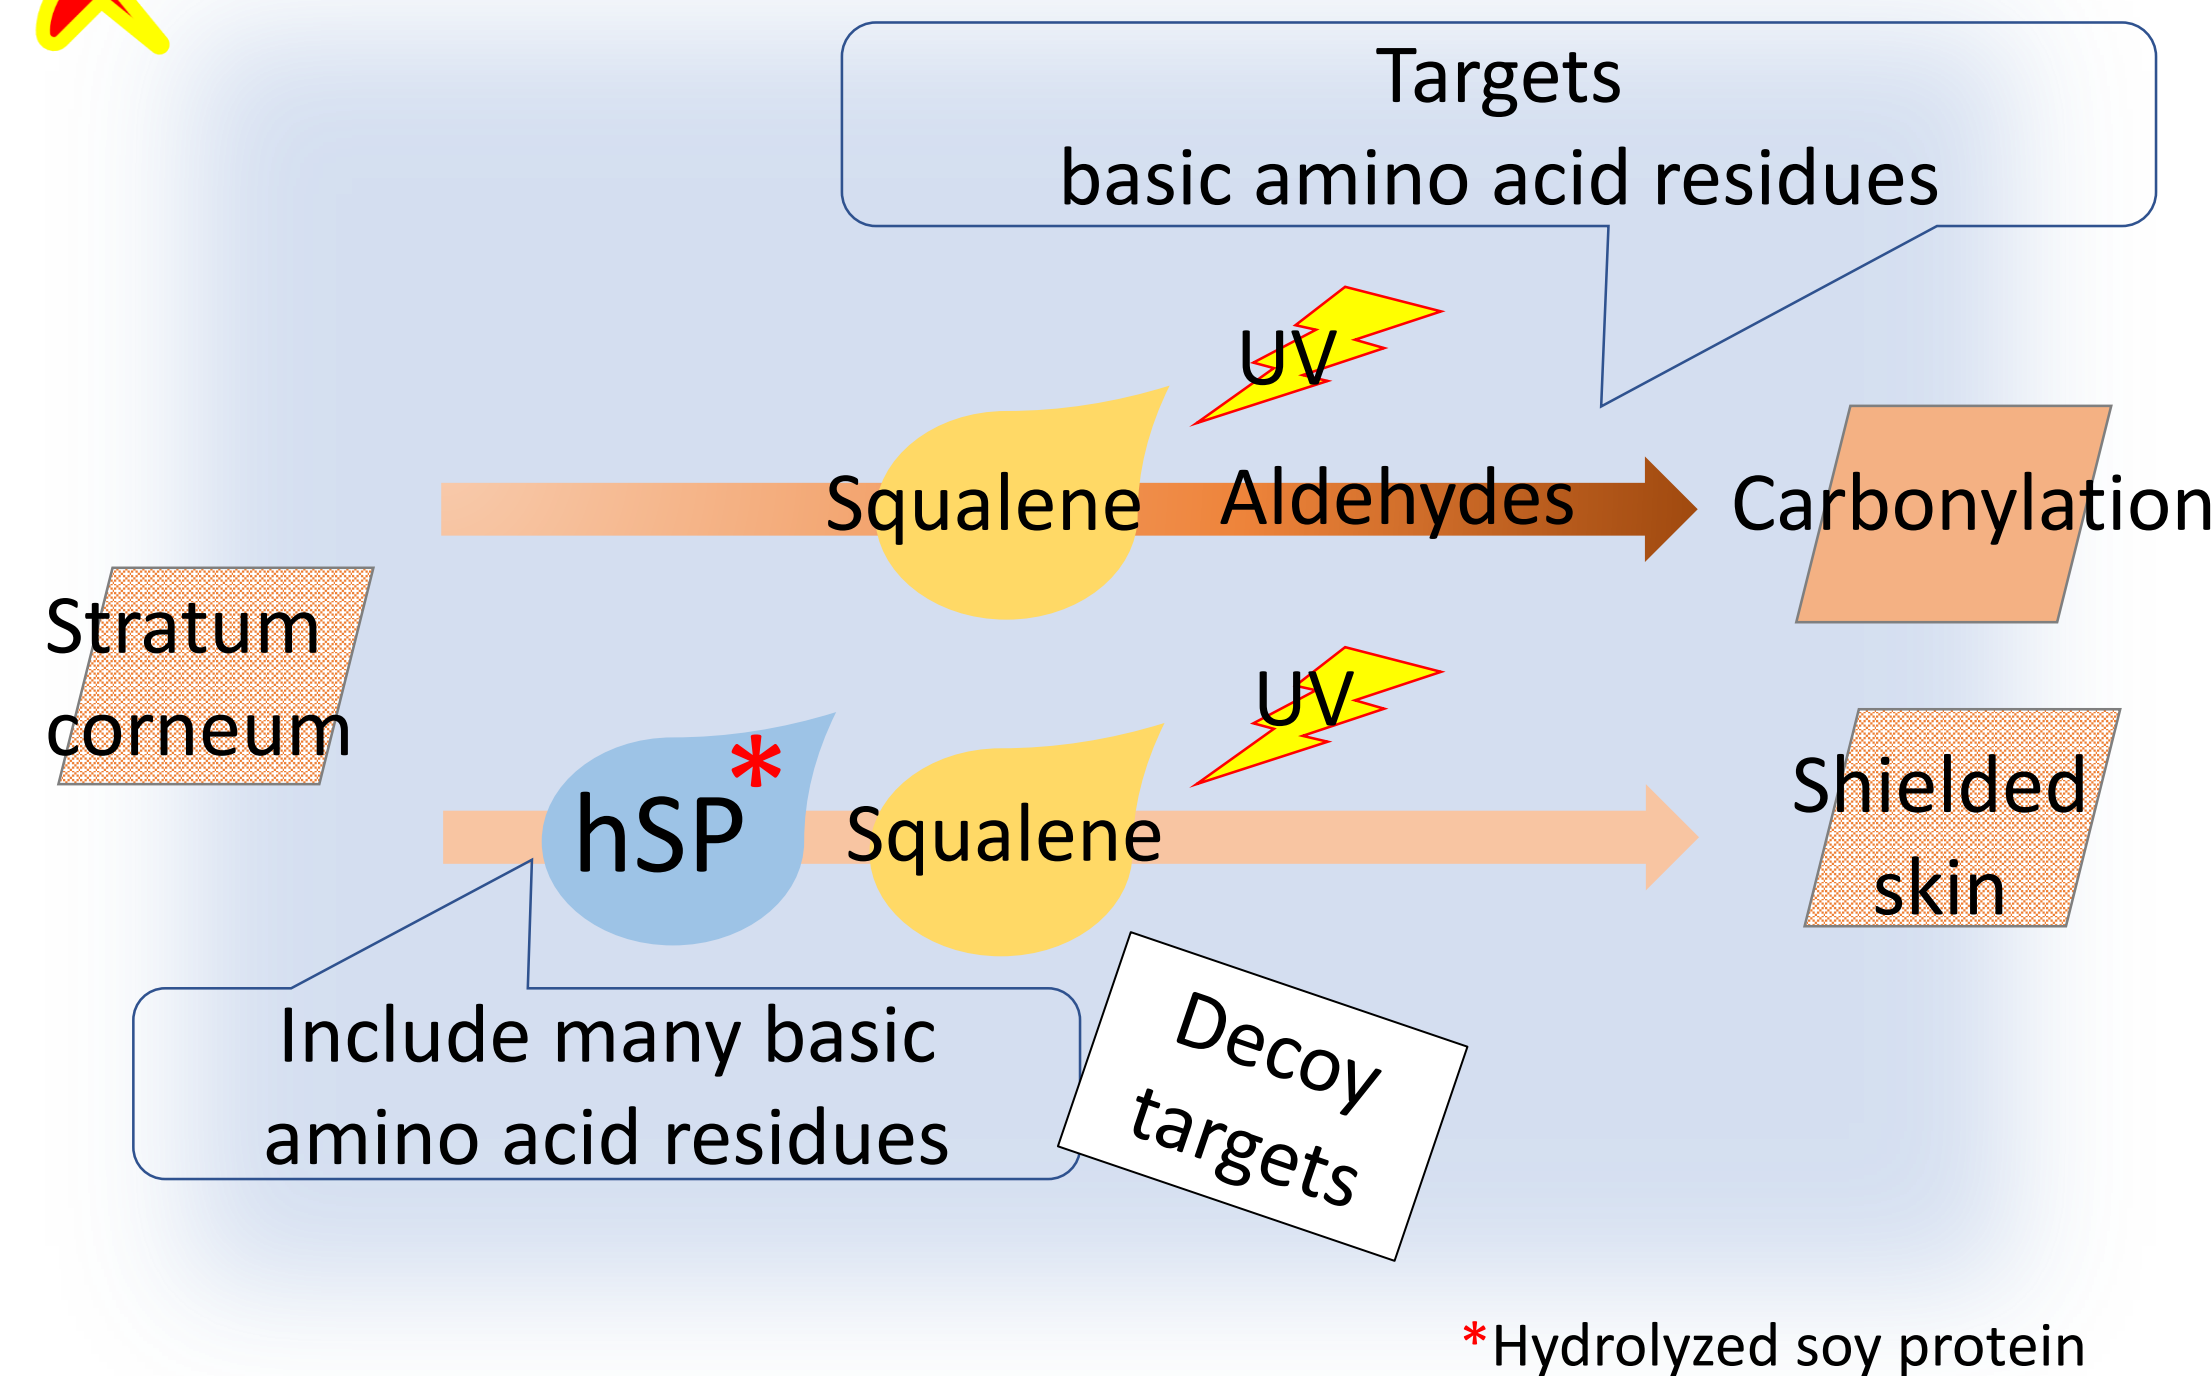 Targets
basic amino acid residues
UV
Squalene
Aldehydes
Carbonylation
Stratum
corneum
UV
hSP*
Squalene
Shielded
skin
Include many basic
amino acid residues
Decoy
targets
*Hydrolyzed soy protein